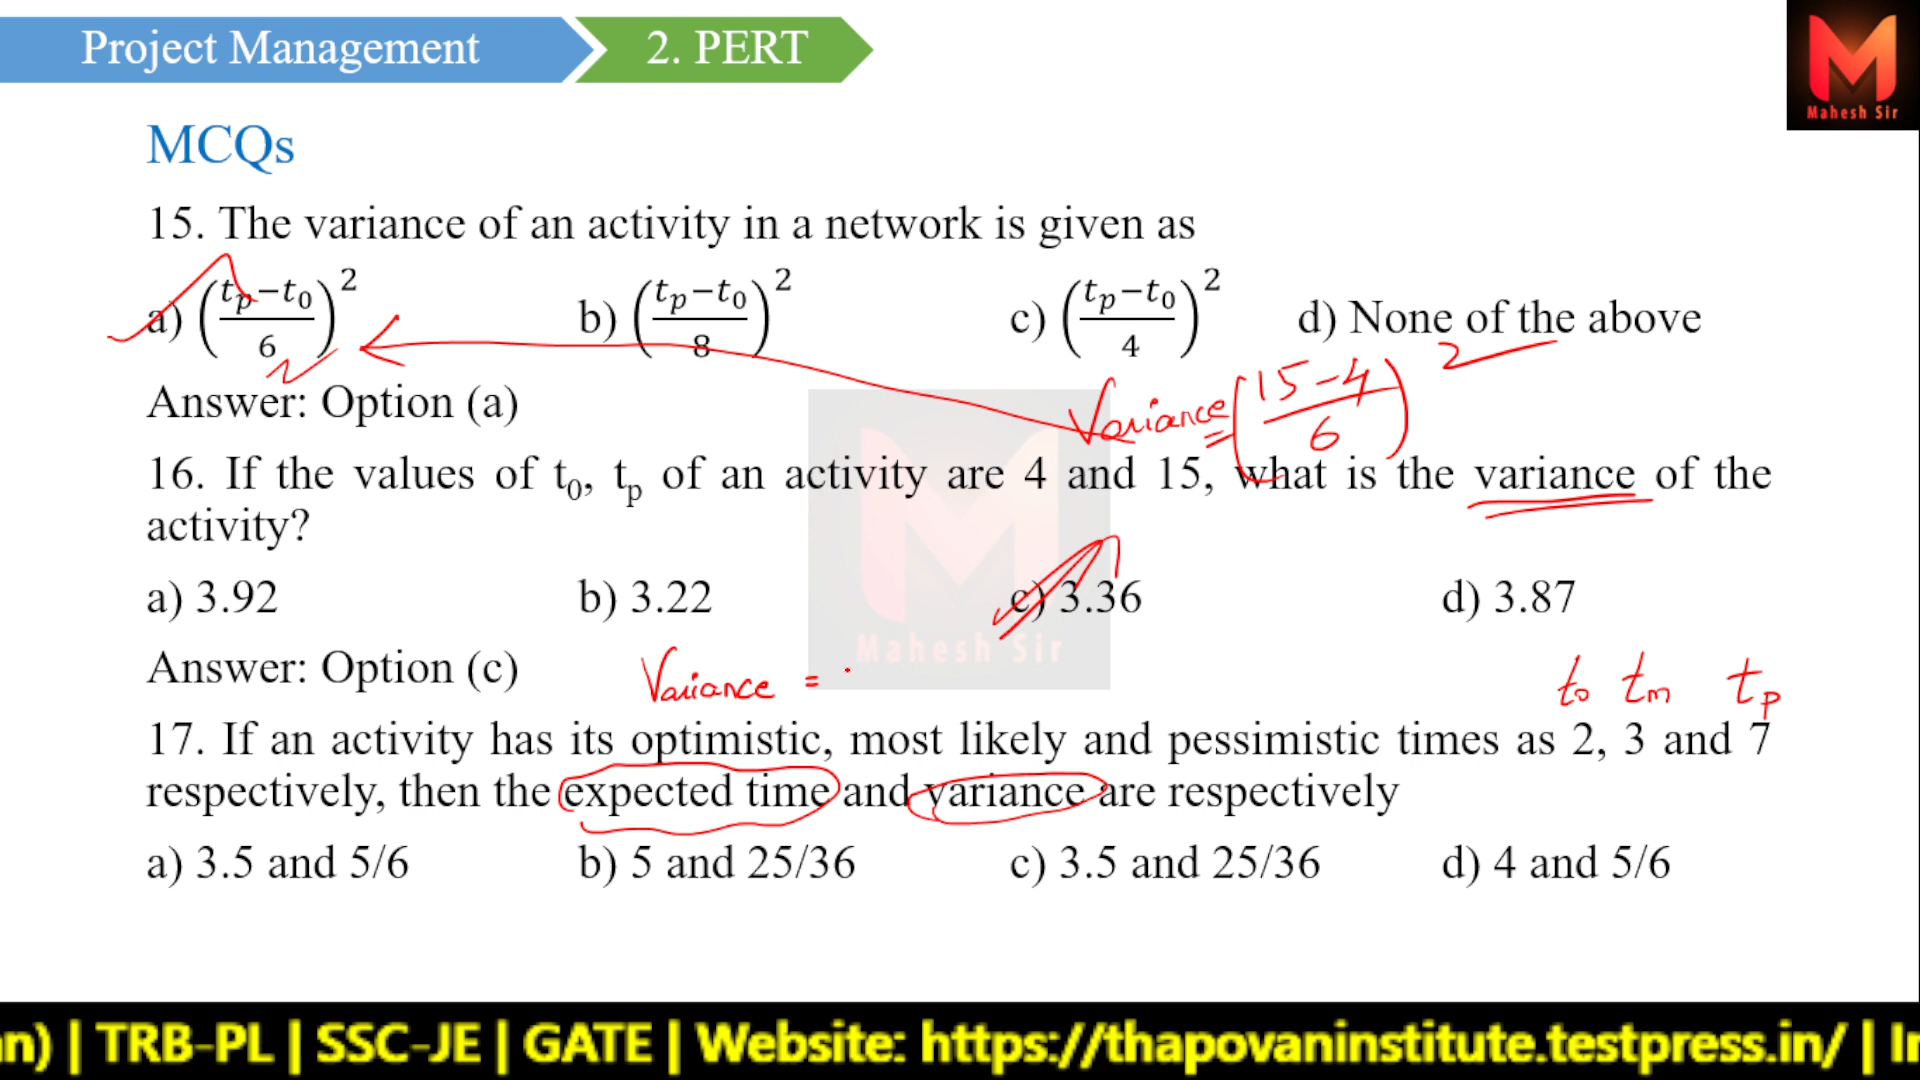 Project Management 2. PERT
Mahesh Sir
MCQs
15. The variance of an activity in a network is given as
a) (tp−t0/6)² b) (tp−t0/8)² c) (tp−t0/4)² d) None of the above
Answer: Option (a)
Variance = (15-4/6)²
16. If the values of t0, tp of an activity are 4 and 15, what is the variance of the
activity?
a) 3.92 b) 3.22 c) 3.36 d) 3.87
Mahesh Sir
Answer: Option (c)
Variance =
to tm tp
17. If an activity has its optimistic, most likely and pessimistic times as 2, 3 and 7
respectively, then the expected time and variance are respectively
a) 3.5 and 5/6 b) 5 and 25/36 c) 3.5 and 25/36 d) 4 and 5/6
n) | TRB-PL | SSC-JE | GATE | Website: https://thapovaninstitute.testpress.in/ | I